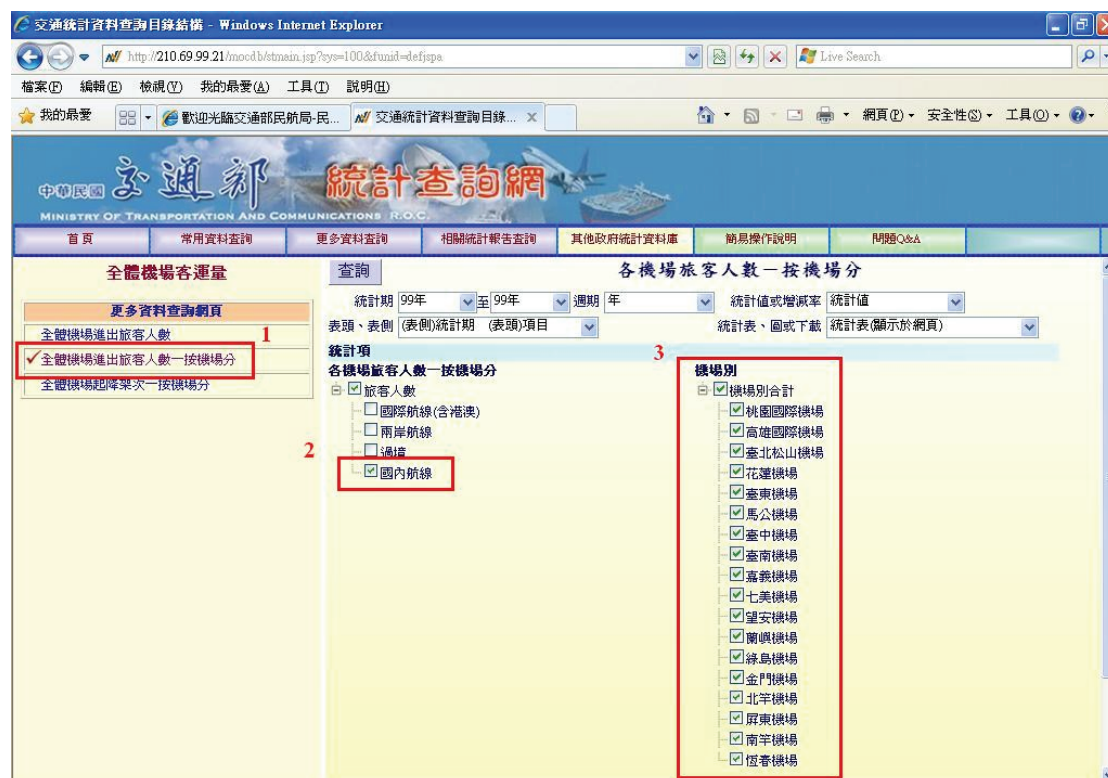 交通統計資料查詢目錄結構 - Windows Internet Explorer
http://210.69.99.21/mocdb/stmain.jsp?sys=100&funid=defjspa
Live Search
檔案(F) 編輯(E) 檢視(V) 我的最愛(A) 工具(T) 說明(H)
我的最愛 歡迎光臨交通部民航局-民... 交通統計資料查詢目錄... X 網頁(P) 安全性(S) 工具(O)
中華民國 交通部 統計查詢網
MINISTRY OF TRANSPORTATION AND COMMUNICATIONS R.O.C.
首頁 常用資料查詢 更多資料查詢 相關統計報告查詢 其他政府統計資料庫 簡易操作說明 問題Q&A
全體機場客運量
更多資料查詢網頁
全體機場進出旅客人數
1
全體機場進出旅客人數－按機場分
全體機場起降架次－按機場分
查詢 各機場旅客人數－按機場分
統計期 99年 至 99年 週期 年 統計值或增減率 統計值
表頭、表側 (表側)統計期 (表頭)項目 統計表、圖或下載 統計表(顯示於網頁)
統計項
3
各機場旅客人數－按機場分
旅客人數
國際航線(含港澳)
兩岸航線
過境
2
國內航線
機場別
機場別合計
桃園國際機場
高雄國際機場
臺北松山機場
花蓮機場
臺東機場
馬公機場
臺中機場
臺南機場
嘉義機場
七美機場
望安機場
蘭嶼機場
綠島機場
金門機場
北竿機場
屏東機場
南竿機場
恆春機場